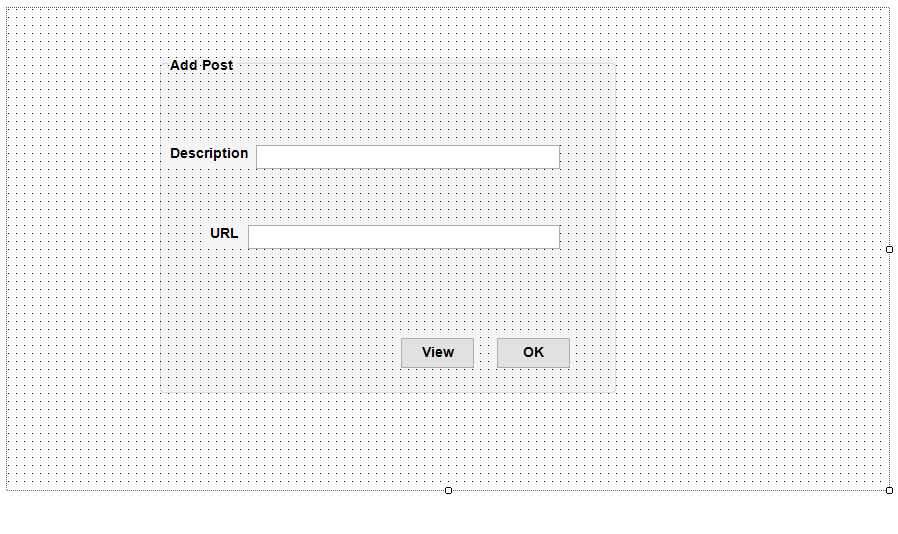 Add Post
Description
URL
View OK